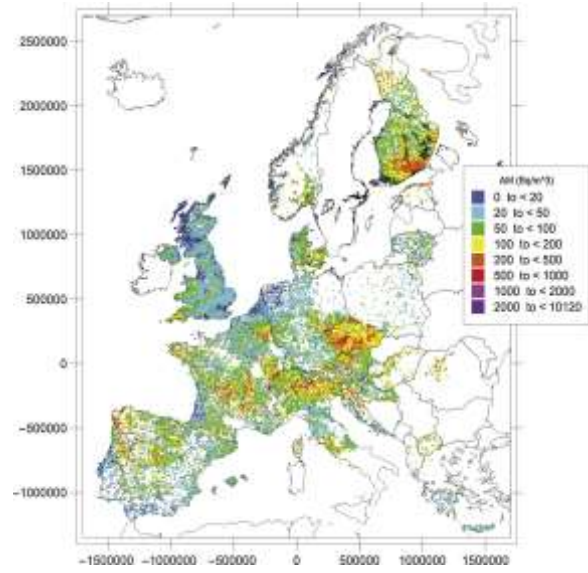 2500000
2000000
1500000
1000000
500000
0
−500000
−1000000
AM (Bq/m^3)
0 to < 20
20 to < 50
50 to < 100
100 to < 200
200 to < 500
500 to < 1000
1000 to < 2000
2000 to < 10120
−1500000 −1000000 −500000 0 500000 1000000 1500000